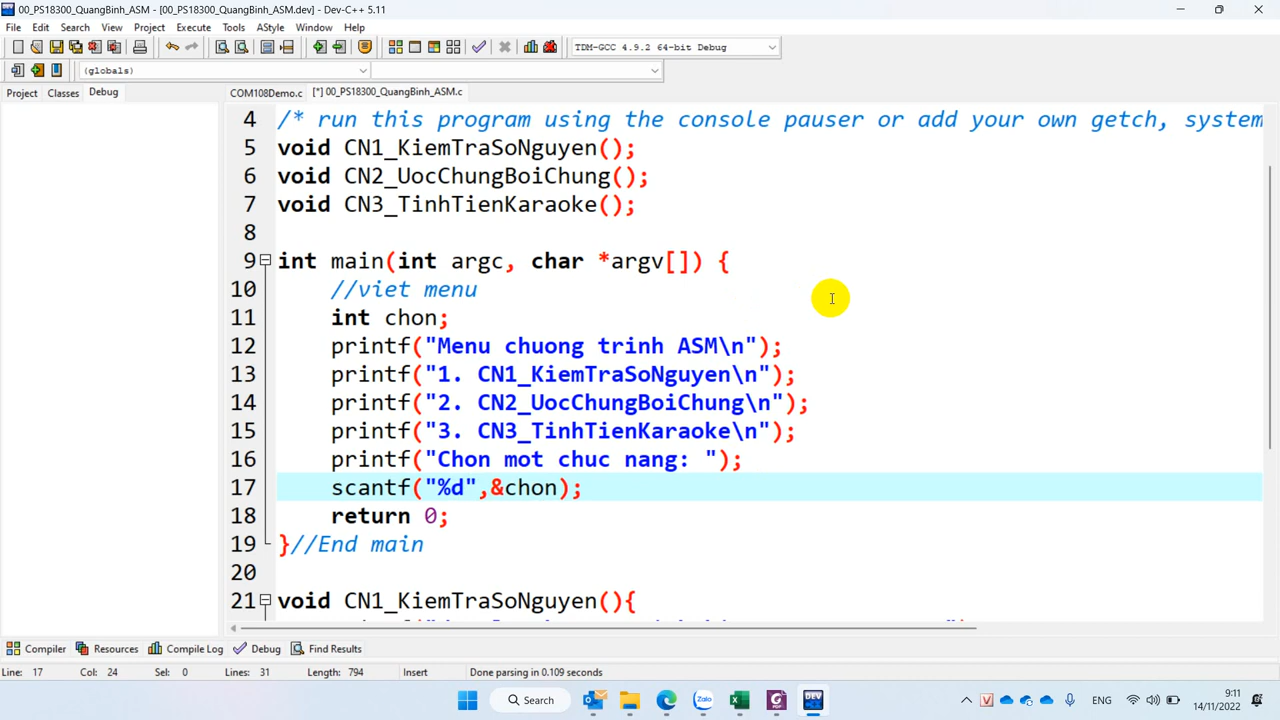 00_PS18300_QuangBinh_ASM - [00_PS18300_QuangBinh_ASM.dev] - Dev-C++ 5.11
File Edit Search View Project Execute Tools AStyle Window Help
TDM-GCC 4.9.2 64-bit Debug
(globals)
Project Classes Debug COM108Demo.c [*] 00_PS18300_QuangBinh_ASM.c
4 /* run this program using the console pauser or add your own getch, system
5 void CN1_KiemTraSoNguyen();
6 void CN2_UocChungBoiChung();
7 void CN3_TinhTienKaraoke();
8
9 int main(int argc, char *argv[]) {
10 //viet menu
11 int chon;
12 printf("Menu chuong trinh ASM\n");
13 printf("1. CN1_KiemTraSoNguyen\n");
14 printf("2. CN2_UocChungBoiChung\n");
15 printf("3. CN3_TinhTienKaraoke\n");
16 printf("Chon mot chuc nang: ");
17 scantf("%d",&chon);
18 return 0;
19 }//End main
20
21 void CN1_KiemTraSoNguyen(){
Compiler Resources Compile Log Debug Find Results
Line: 17 Col: 24 Sel: 0 Lines: 31 Length: 794 Insert Done parsing in 0.109 seconds
Search Zalo ENG 9:11
14/11/2022